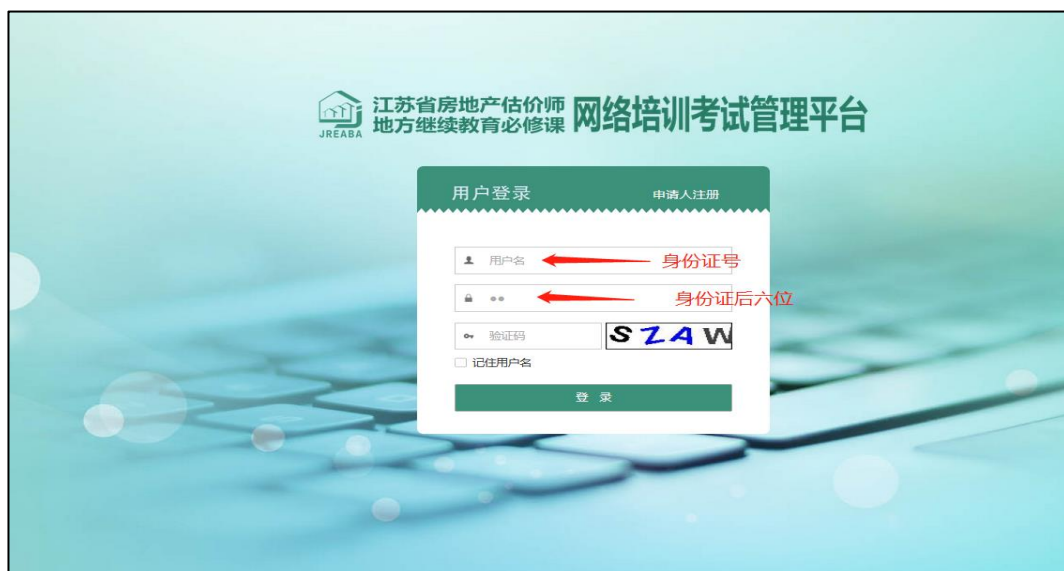 江苏省房地产估价师
地方继续教育必修课
网络培训考试管理平台
JREABA
用户登录
申请人注册
用户名
身份证号
身份证后六位
验证码
SZAW
记住用户名
登 录